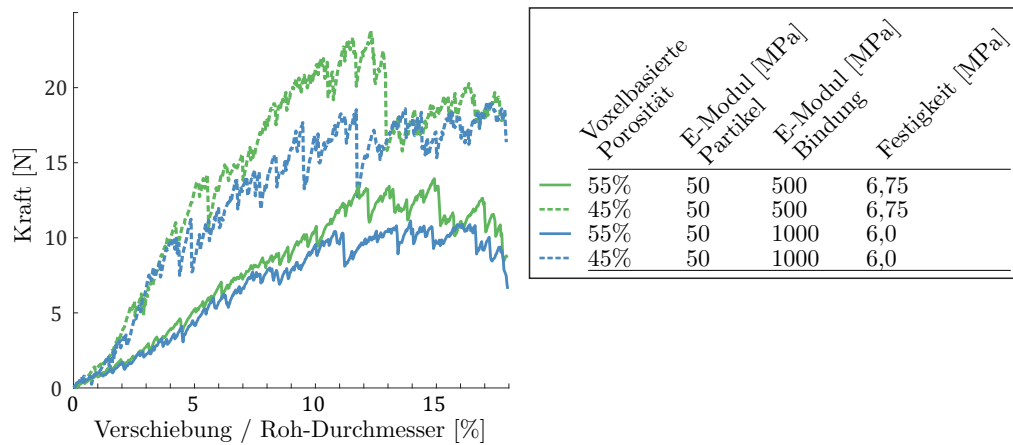 Kraft [N]
20
15
10
5
0
0
5
10
15
Verschiebung / Roh-Durchmesser [%]
Voxelbasierte
Porosität
E-Modul [MPa]
Partikel
E-Modul [MPa]
Bindung
Festigkeit [MPa]
55% 50 500 6,75
45% 50 500 6,75
55% 50 1000 6,0
45% 50 1000 6,0